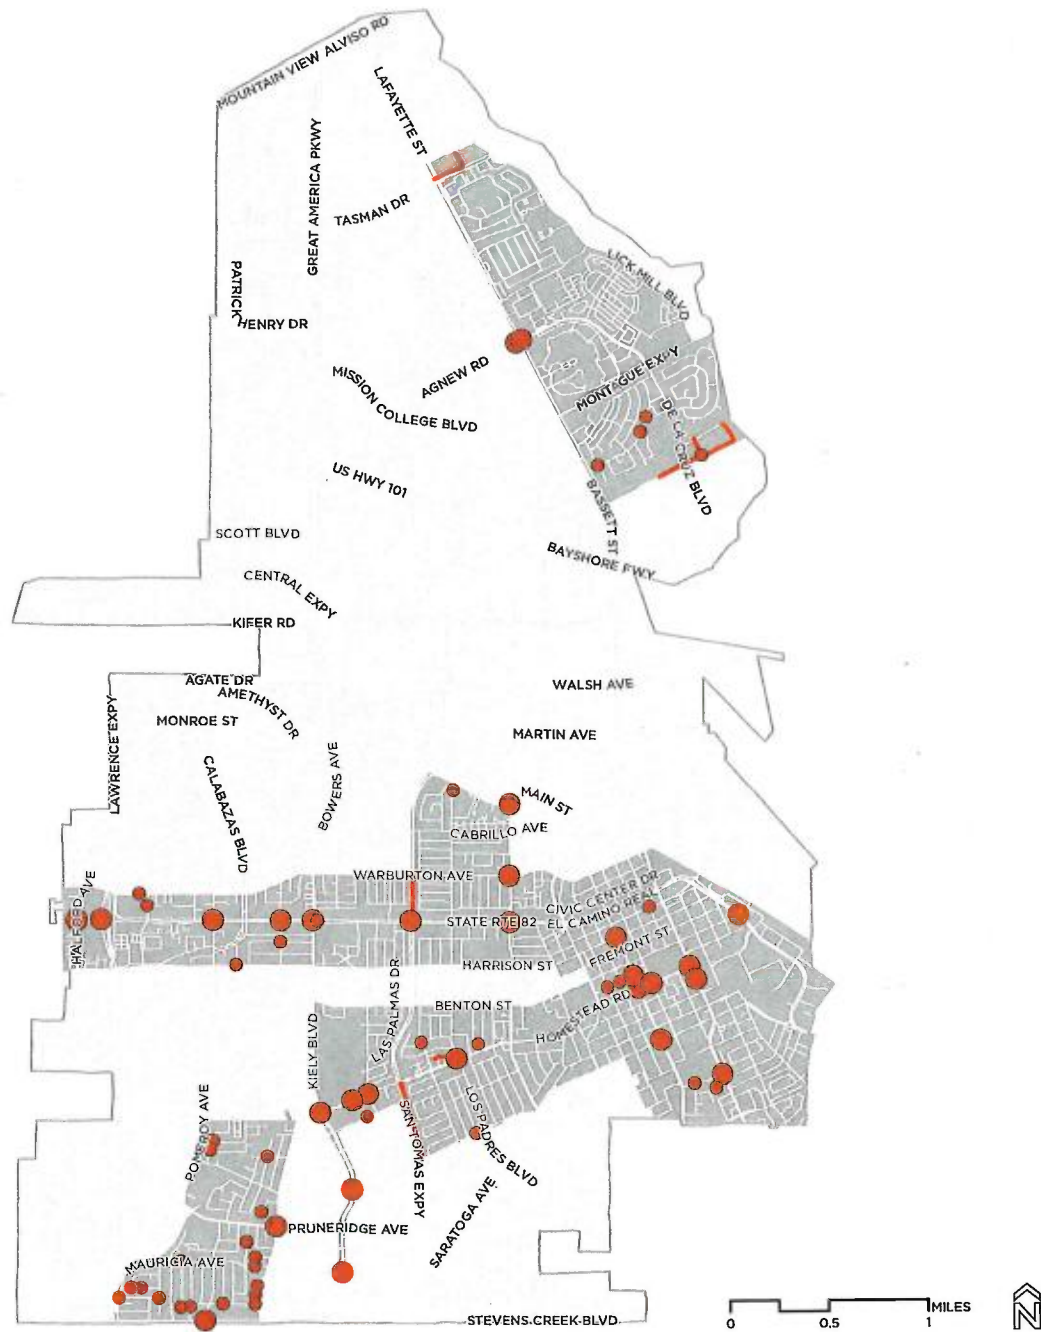 MOUNTAIN VIEW ALVISO RD
LAFAYETTE ST
GREAT AMERICA PKWY
TASMAN DR
PATRICK
HENRY DR
LICK MILL BLVD
AGNEW RD
MONTAGUE EXPY
MISSION COLLEGE BLVD
DE LA CRUZ BLVD
US HWY 101
BASSETT ST
SCOTT BLVD
BAYSHORE FWY
CENTRAL EXPY
KIFER RD
AGATE DR
AMETHYST DR
WALSH AVE
MONROE ST
MARTIN AVE
LAWRENCE EXPY
CALABAZAS BLVD
BOWERS AVE
MAIN ST
CABRILLO AVE
WARBURTON AVE
HALFORD AVE
CIVIC CENTER DR
EL CAMINO REAL
STATE RTE 82
FREMONT ST
HARRISON ST
LAS PALMAS DR
BENTON ST
HOMESTEAD RD
KIELY BLVD
POMEROY AVE
SAN TOMAS EXPY
LOS PADRES BLVD
SARATOGA AVE
PRUNERIDGE AVE
MAURICIA AVE
STEVENS CREEK BLVD
MILES
0 0.5 1
N